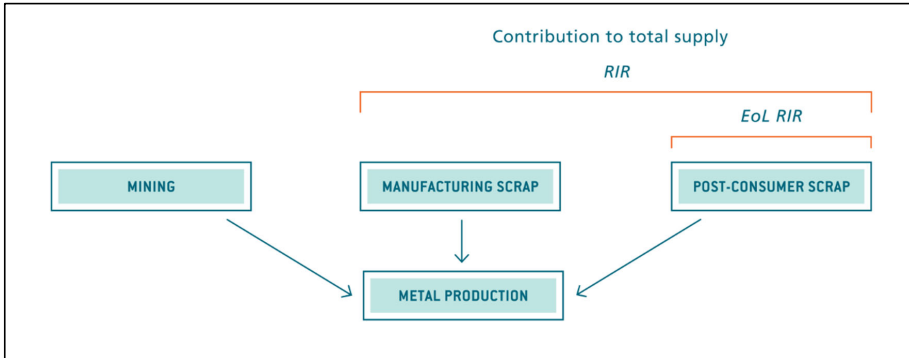 Contribution to total supply
RIR
EoL RIR
MINING
MANUFACTURING SCRAP
POST-CONSUMER SCRAP
METAL PRODUCTION